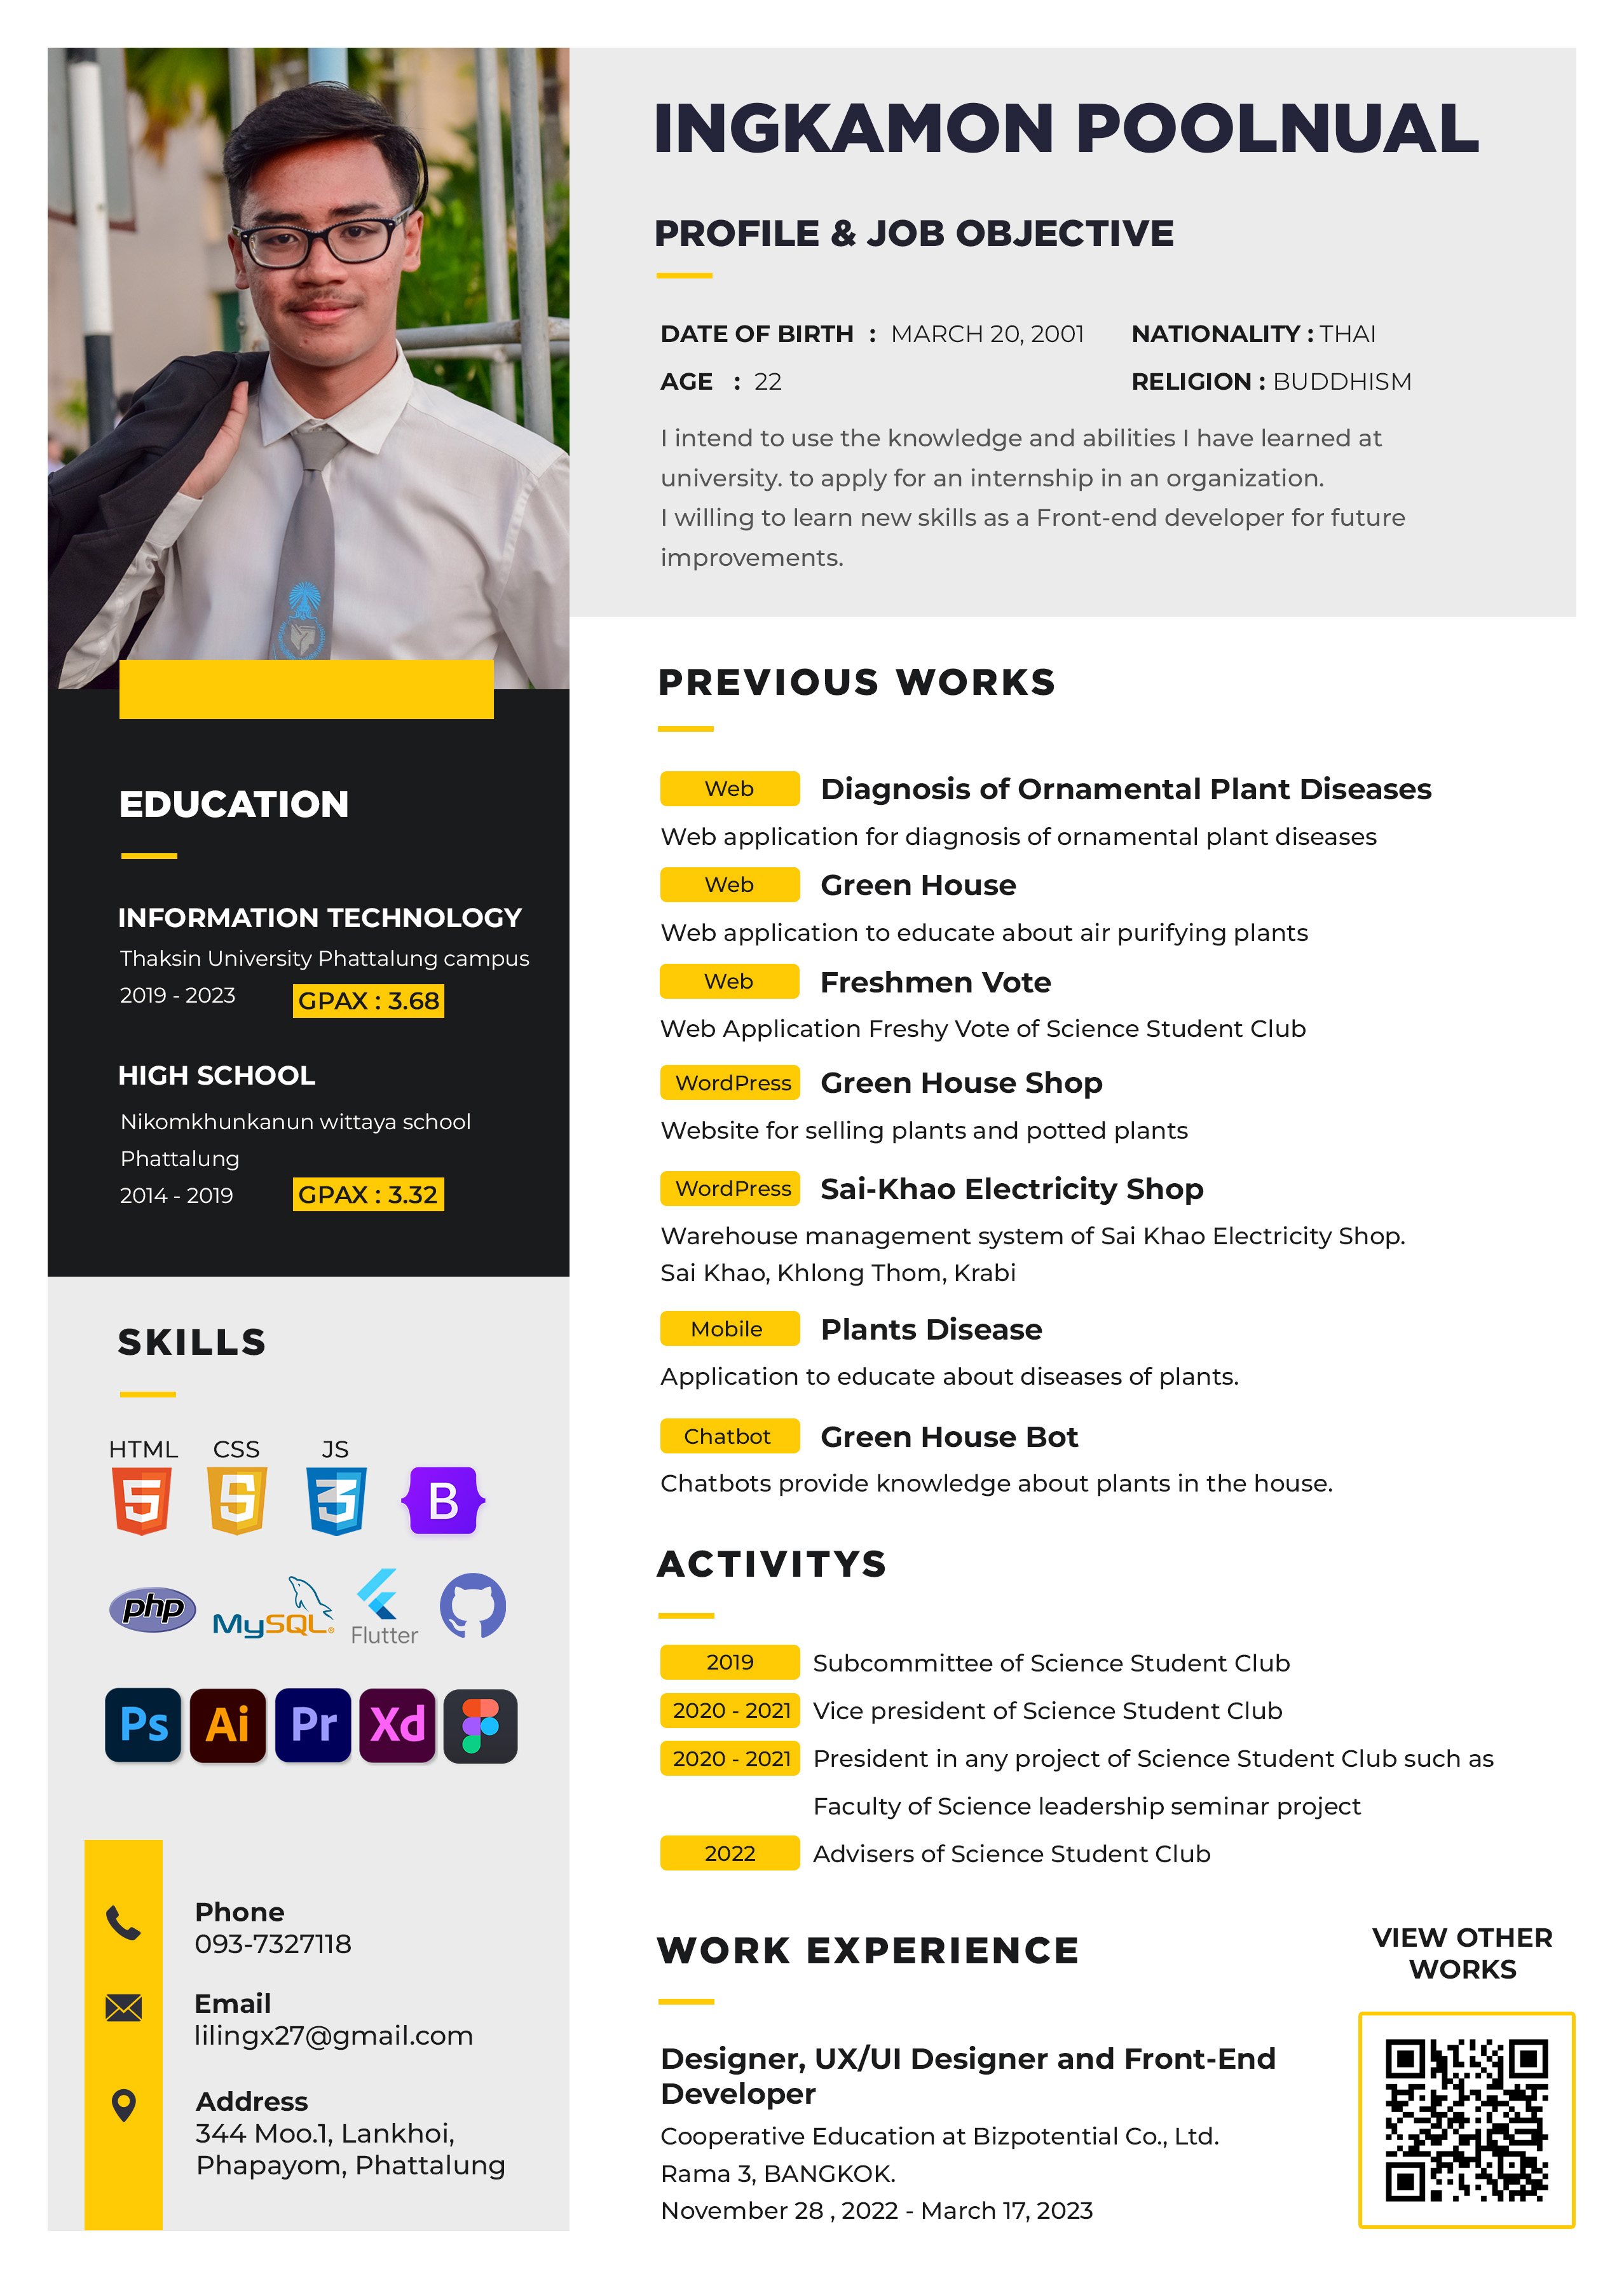 INGKAMON POOLNUAL
PROFILE & JOB OBJECTIVE
DATE OF BIRTH : MARCH 20, 2001
NATIONALITY : THAI
AGE : 22
RELIGION : BUDDHISM
I intend to use the knowledge and abilities I have learned at
university. to apply for an internship in an organization.
I willing to learn new skills as a Front-end developer for future
improvements.
EDUCATION
INFORMATION TECHNOLOGY
Thaksin University Phattalung campus
2019 - 2023
GPAX : 3.68
HIGH SCHOOL
Nikomkhunkanun wittaya school
Phattalung
2014 - 2019
GPAX : 3.32
SKILLS
HTML CSS JS
5 S 3 B
php MySQL® Flutter
Ps Ai Pr Xd
Phone
093-7327118
Email
lilingx27@gmail.com
Address
344 Moo.1, Lankhoi,
Phapayom, Phattalung
PREVIOUS WORKS
Web Diagnosis of Ornamental Plant Diseases
Web application for diagnosis of ornamental plant diseases
Web Green House
Web application to educate about air purifying plants
Web Freshmen Vote
Web Application Freshy Vote of Science Student Club
WordPress Green House Shop
Website for selling plants and potted plants
WordPress Sai-Khao Electricity Shop
Warehouse management system of Sai Khao Electricity Shop.
Sai Khao, Khlong Thom, Krabi
Mobile Plants Disease
Application to educate about diseases of plants.
Chatbot Green House Bot
Chatbots provide knowledge about plants in the house.
ACTIVITYS
2019 Subcommittee of Science Student Club
2020 - 2021 Vice president of Science Student Club
2020 - 2021 President in any project of Science Student Club such as
Faculty of Science leadership seminar project
2022 Advisers of Science Student Club
WORK EXPERIENCE
Designer, UX/UI Designer and Front-End
Developer
Cooperative Education at Bizpotential Co., Ltd.
Rama 3, BANGKOK.
November 28 , 2022 - March 17, 2023
VIEW OTHER
WORKS